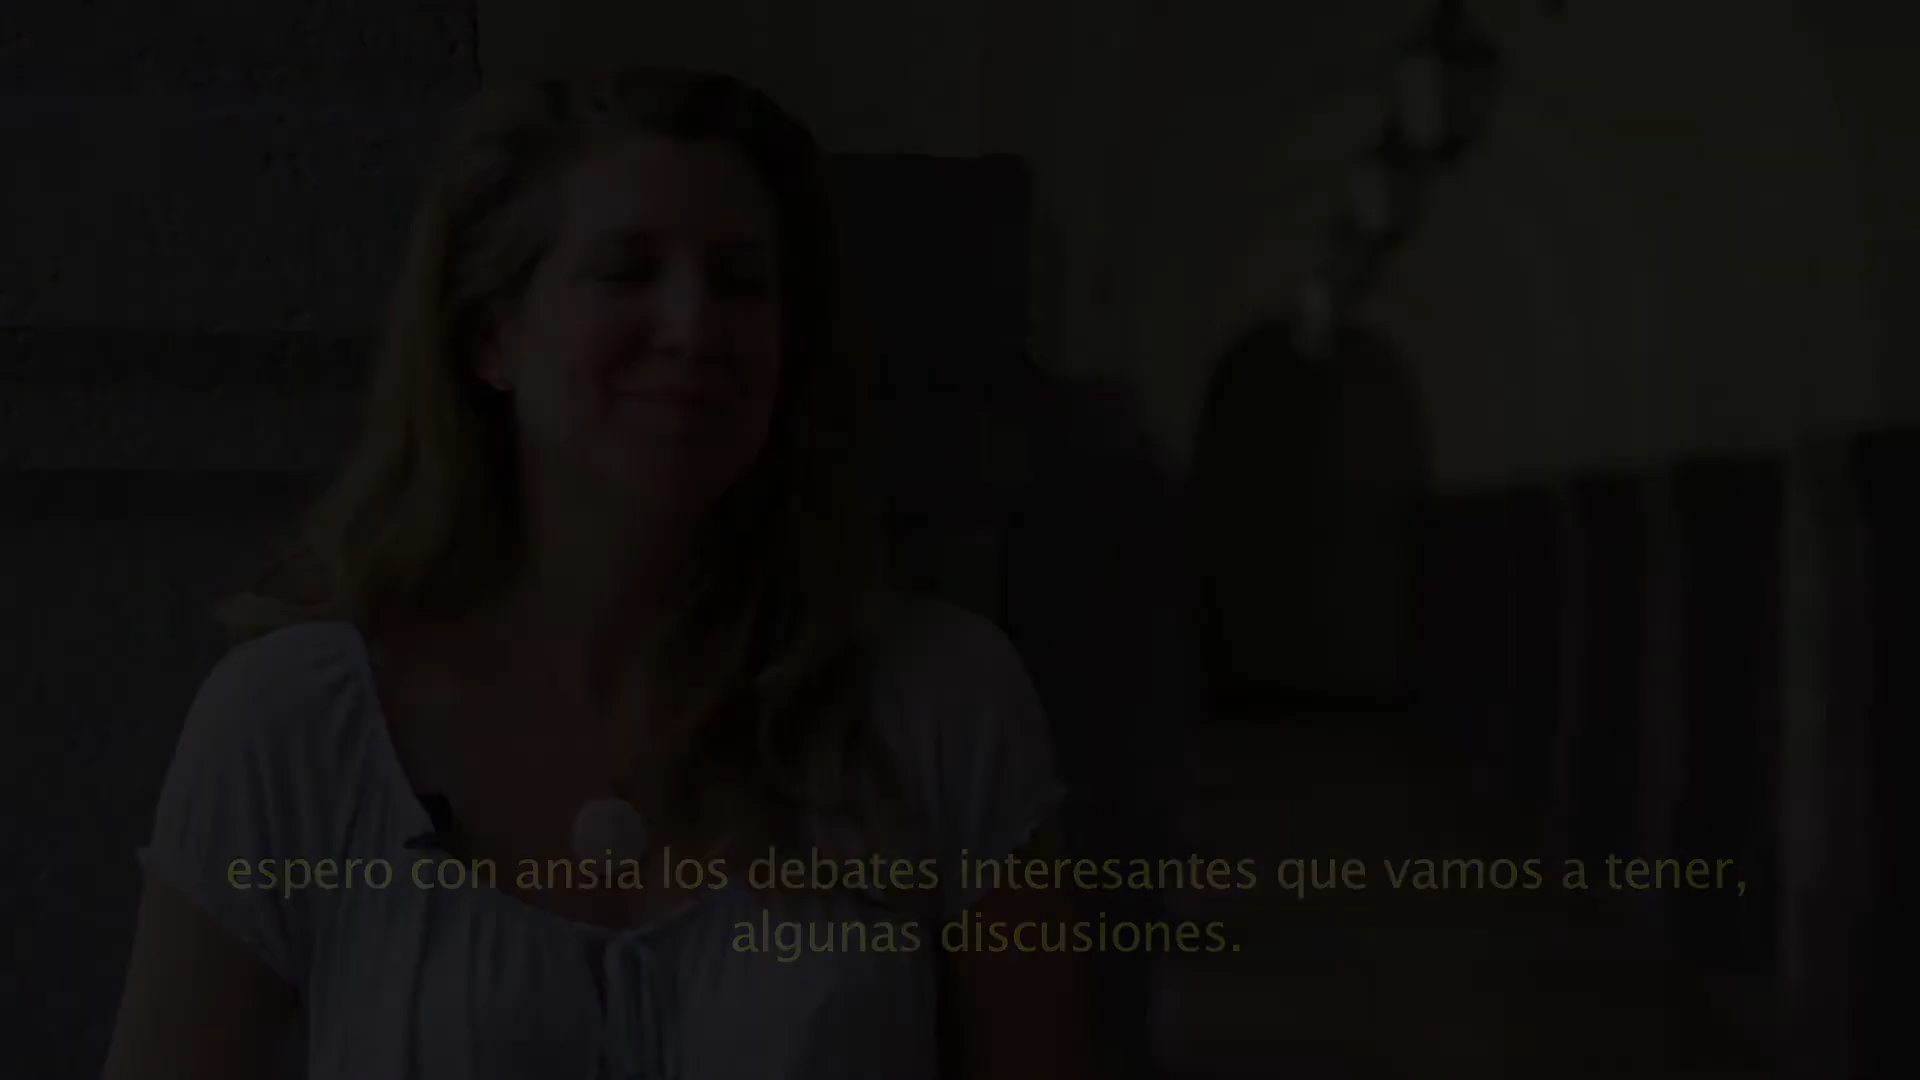 espero con ansia los debates interesantes que vamos a tener,
algunas discusiones.